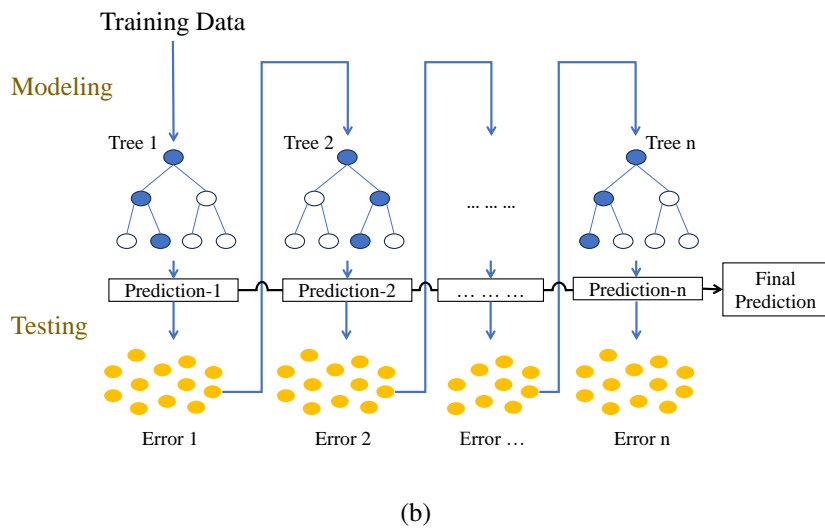 Training Data
Modeling
Tree 1
Tree 2
Tree n
... ... ...
Prediction-1
Prediction-2
... ... ...
Prediction-n
Final
Prediction
Testing
Error 1
Error 2
Error ...
Error n
(b)